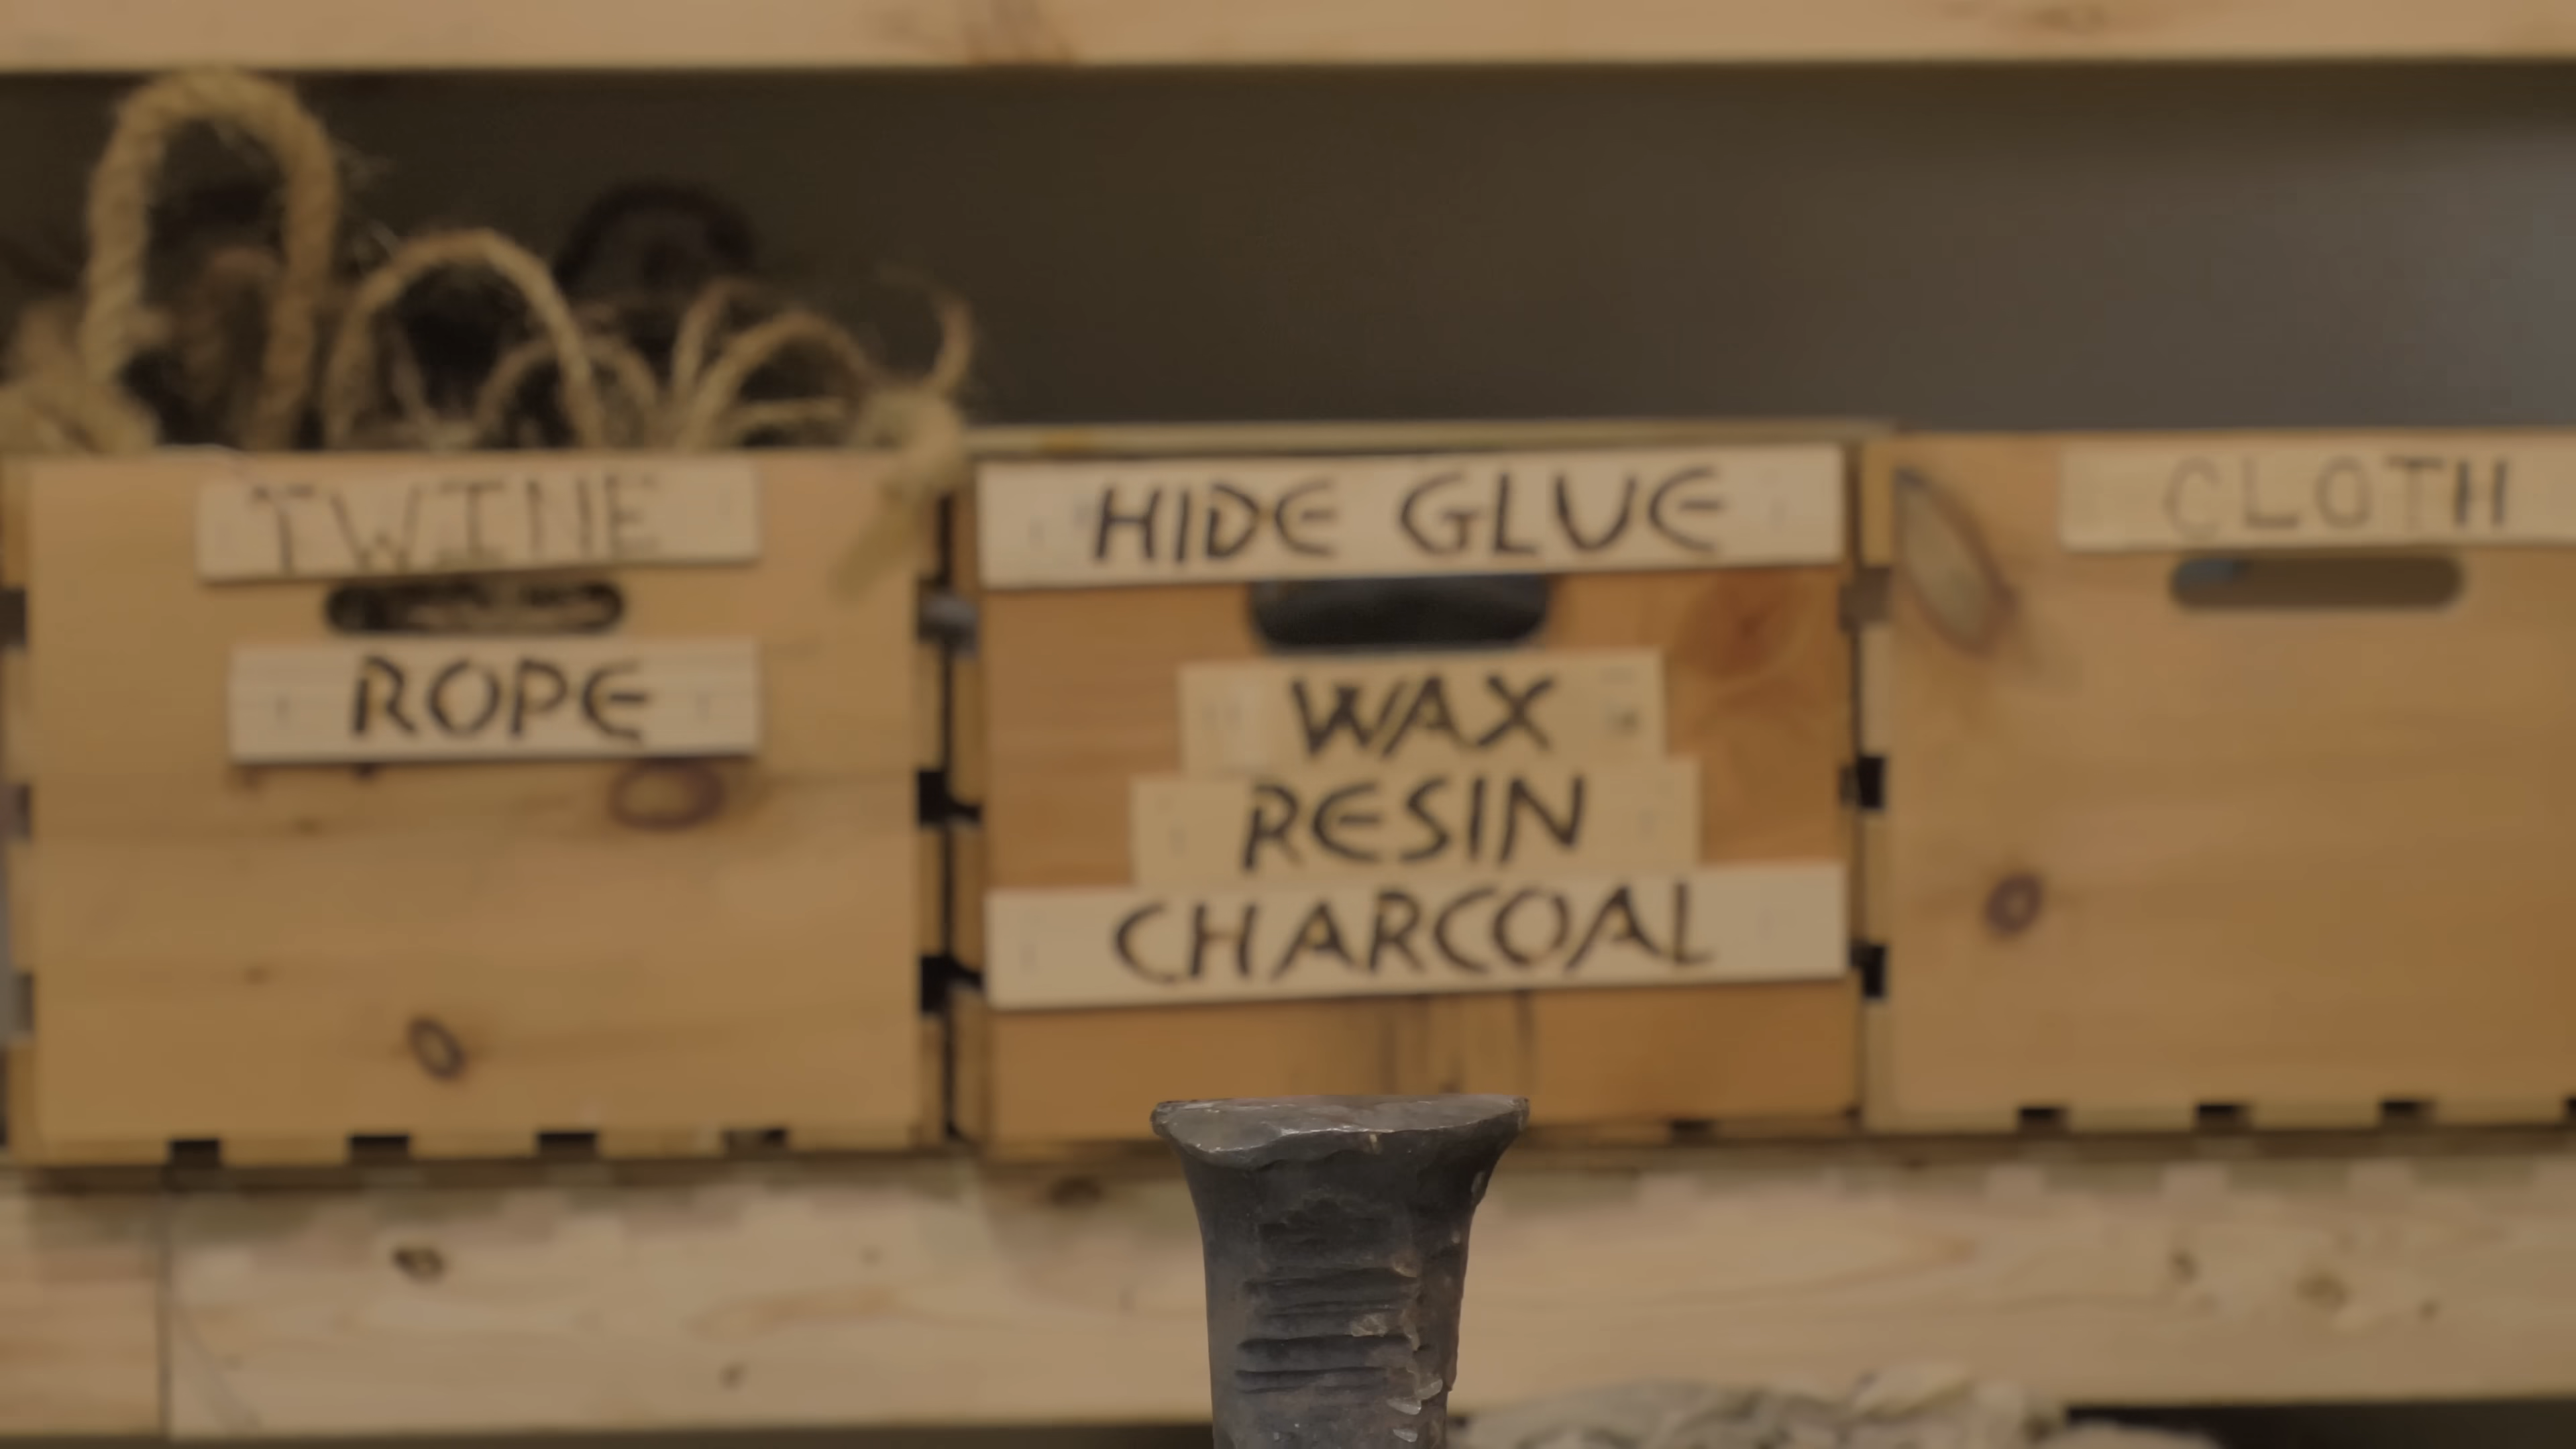 TWINE
ROPE
HIDE GLUE
WAX
RESIN
CHARCOAL
CLOTH